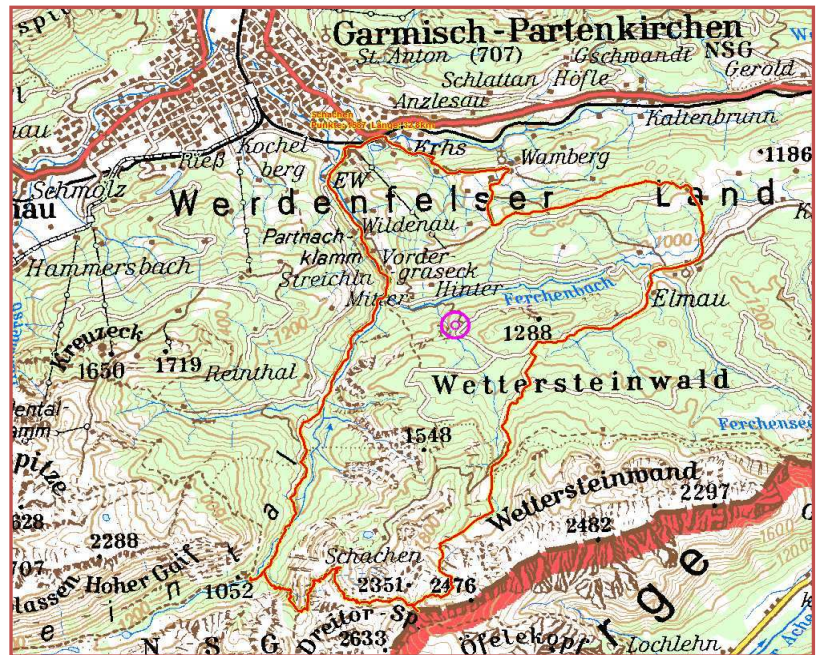 Garmisch-Partenkirchen
St. Anton (707)
Gschwandt NSG
Schlattan Höfle
Gerold
Anzlesau
Schachen
Kaltenbrunn
Krhs
Kochel
berg
Rieß
Wamberg
1186
Schmölz
EW
Werdenfelser Land
Wildenau
Partnach
klamm
Vorder
graseck
Hammersbach
Streichla
Mitter
Hinter
1000
Ferchenbach
Elmau
Kreuzeck
1288
1650
1719
Reinthal
Wettersteinwald
1548
Ferchensee
Wettersteinwand
2297
2482
2288
Hoher Gaif
Schachen
1052
2351
2476
Dreitor-Sp.
2633
NSG
Öfelekopf
Lochlehn